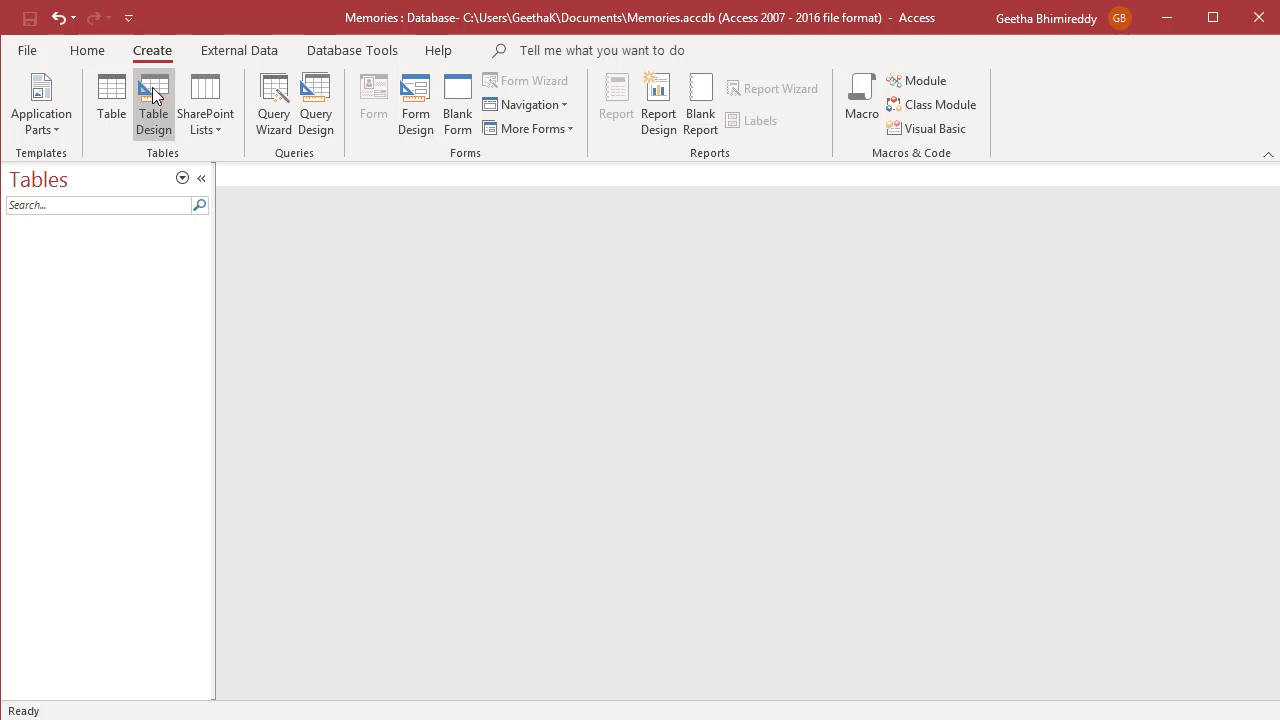 Memories : Database- C:\Users\GeethaK\Documents\Memories.accdb (Access 2007 - 2016 file format) - Access
Geetha Bhimireddy GB
File Home Create External Data Database Tools Help Tell me what you want to do
Application Parts
Templates
Table
Table Design
SharePoint Lists
Tables
Query Wizard
Query Design
Queries
Form
Form Design
Blank Form
Form Wizard
Navigation
More Forms
Forms
Report
Report Design
Blank Report
Report Wizard
Labels
Reports
Macro
Module
Class Module
Visual Basic
Macros & Code
Tables
Search...
Ready